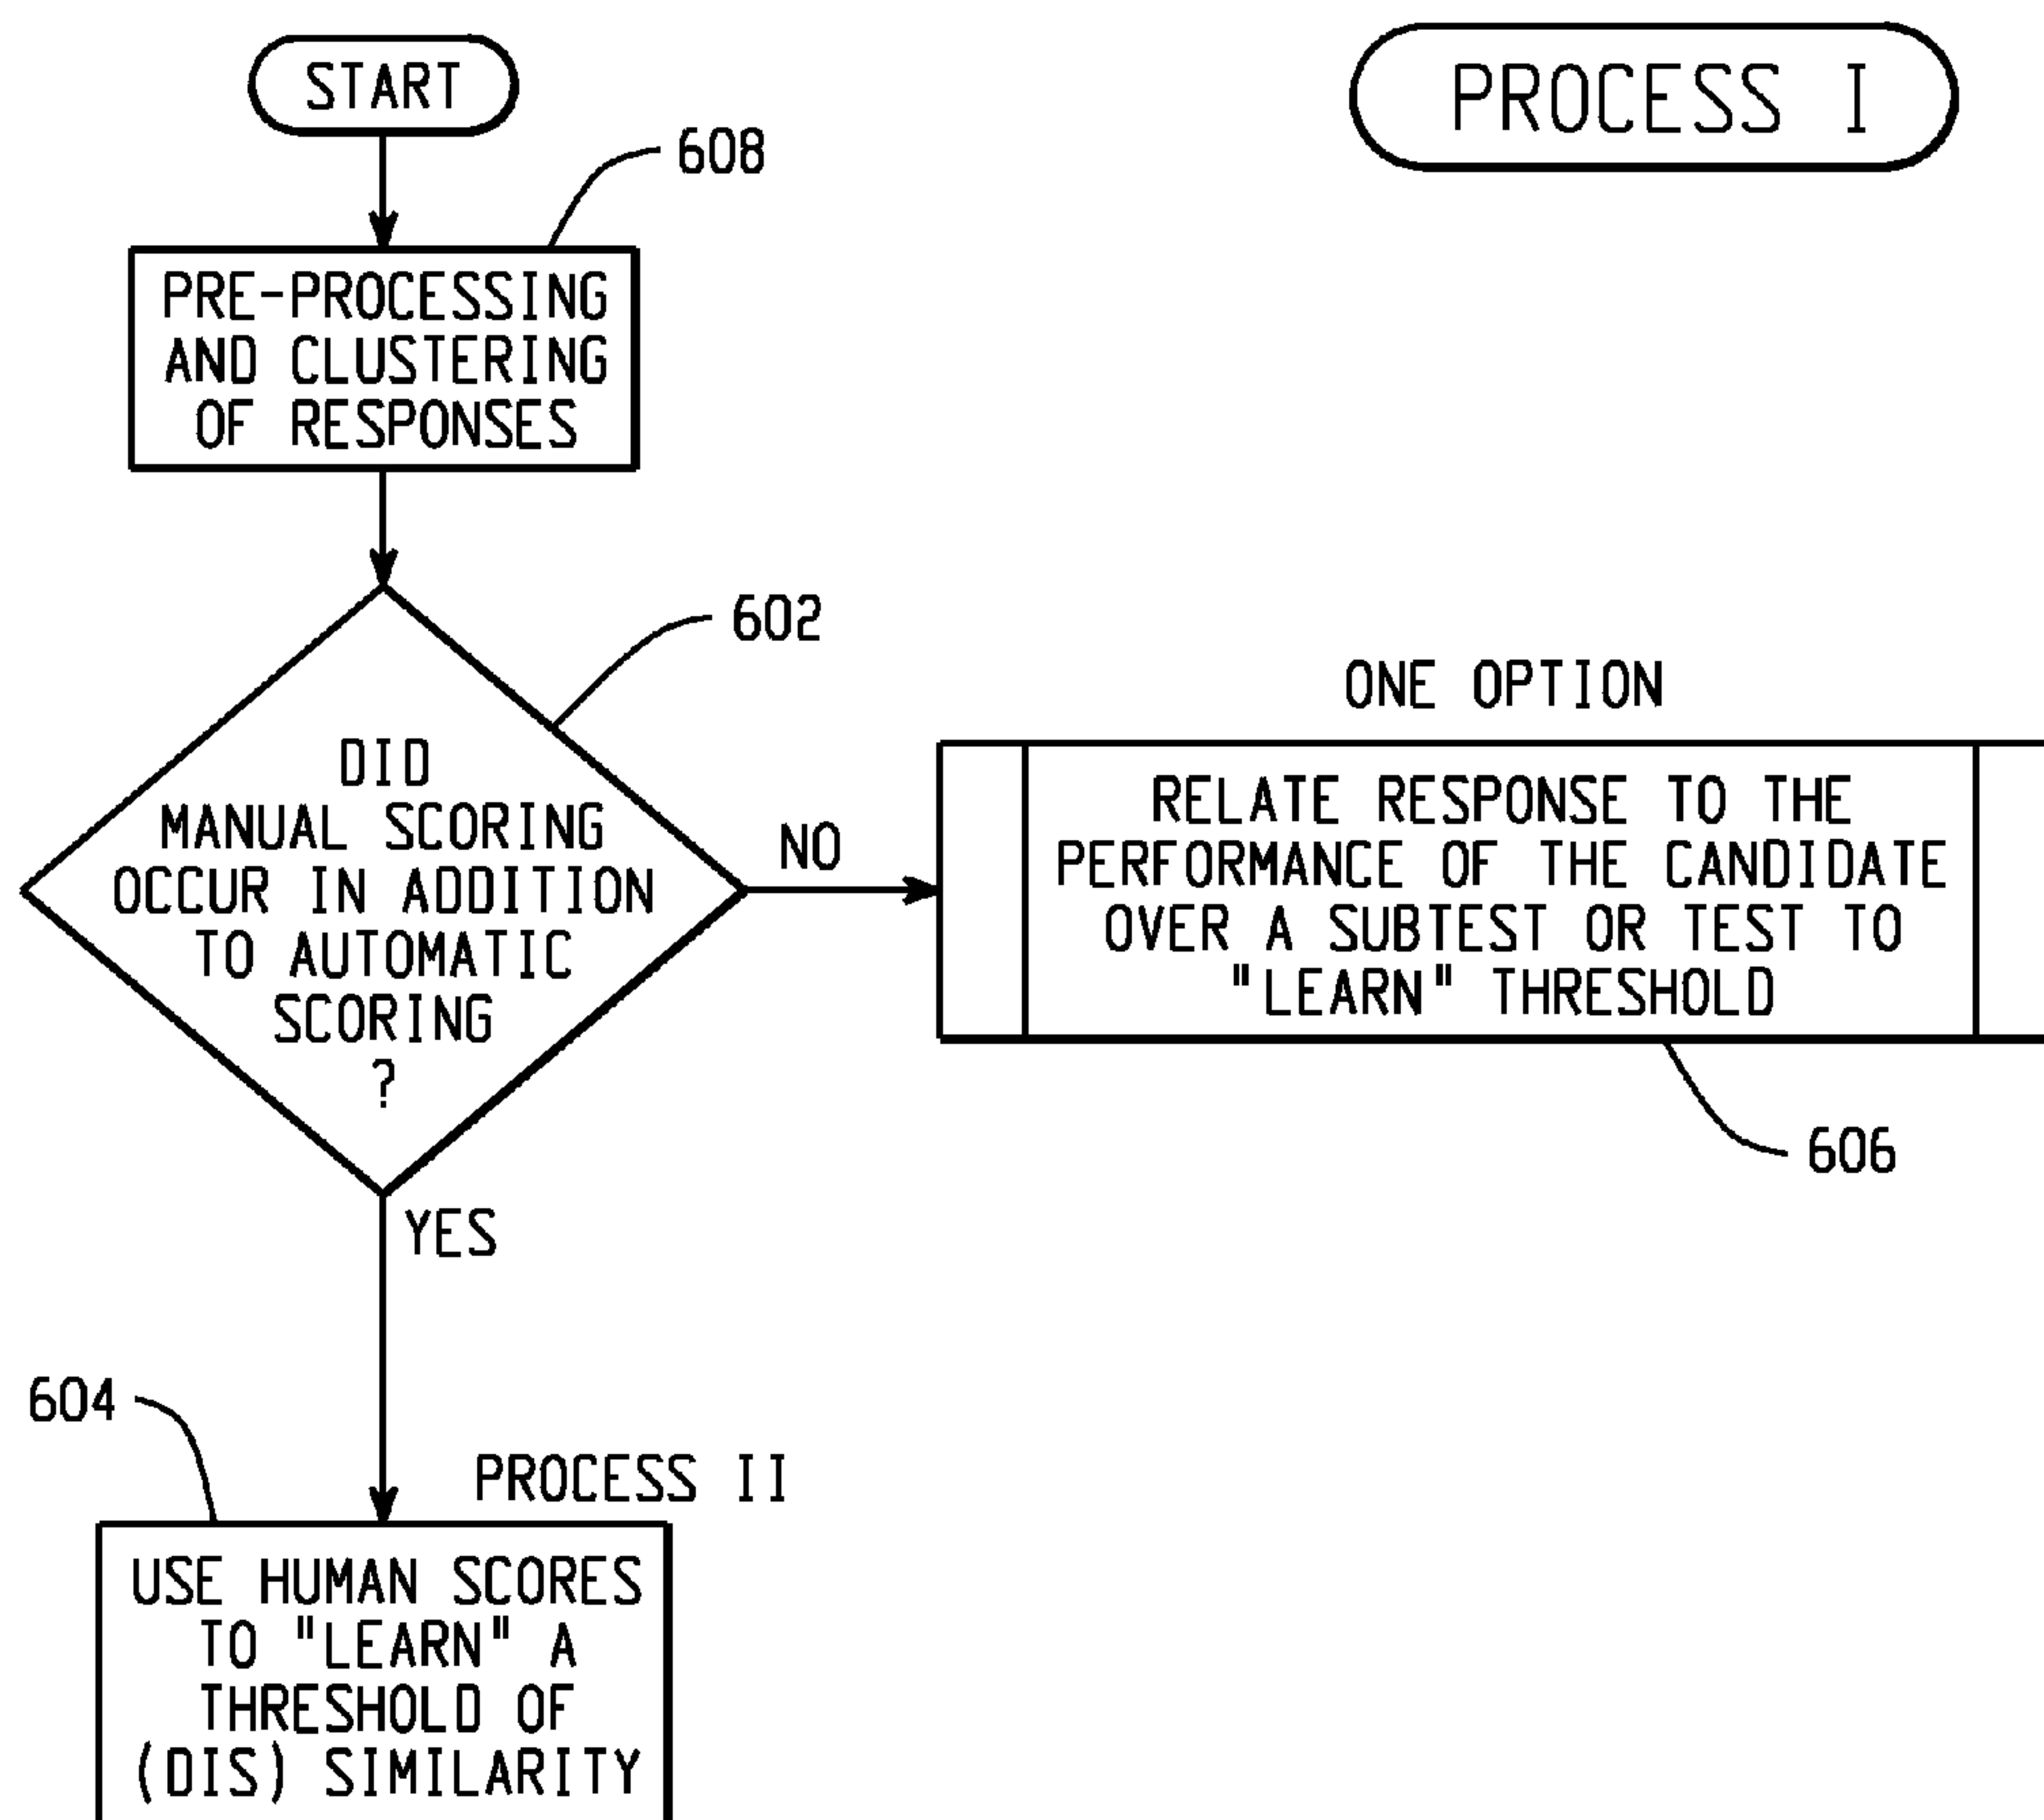 START
PROCESS I
608
PRE-PROCESSING
AND CLUSTERING
OF RESPONSES
602
DID
MANUAL SCORING
OCCUR IN ADDITION
TO AUTOMATIC
SCORING
?
NO
YES
ONE OPTION
RELATE RESPONSE TO THE
PERFORMANCE OF THE CANDIDATE
OVER A SUBTEST OR TEST TO
"LEARN" THRESHOLD
606
604
PROCESS II
USE HUMAN SCORES
TO "LEARN" A
THRESHOLD OF
(DIS) SIMILARITY